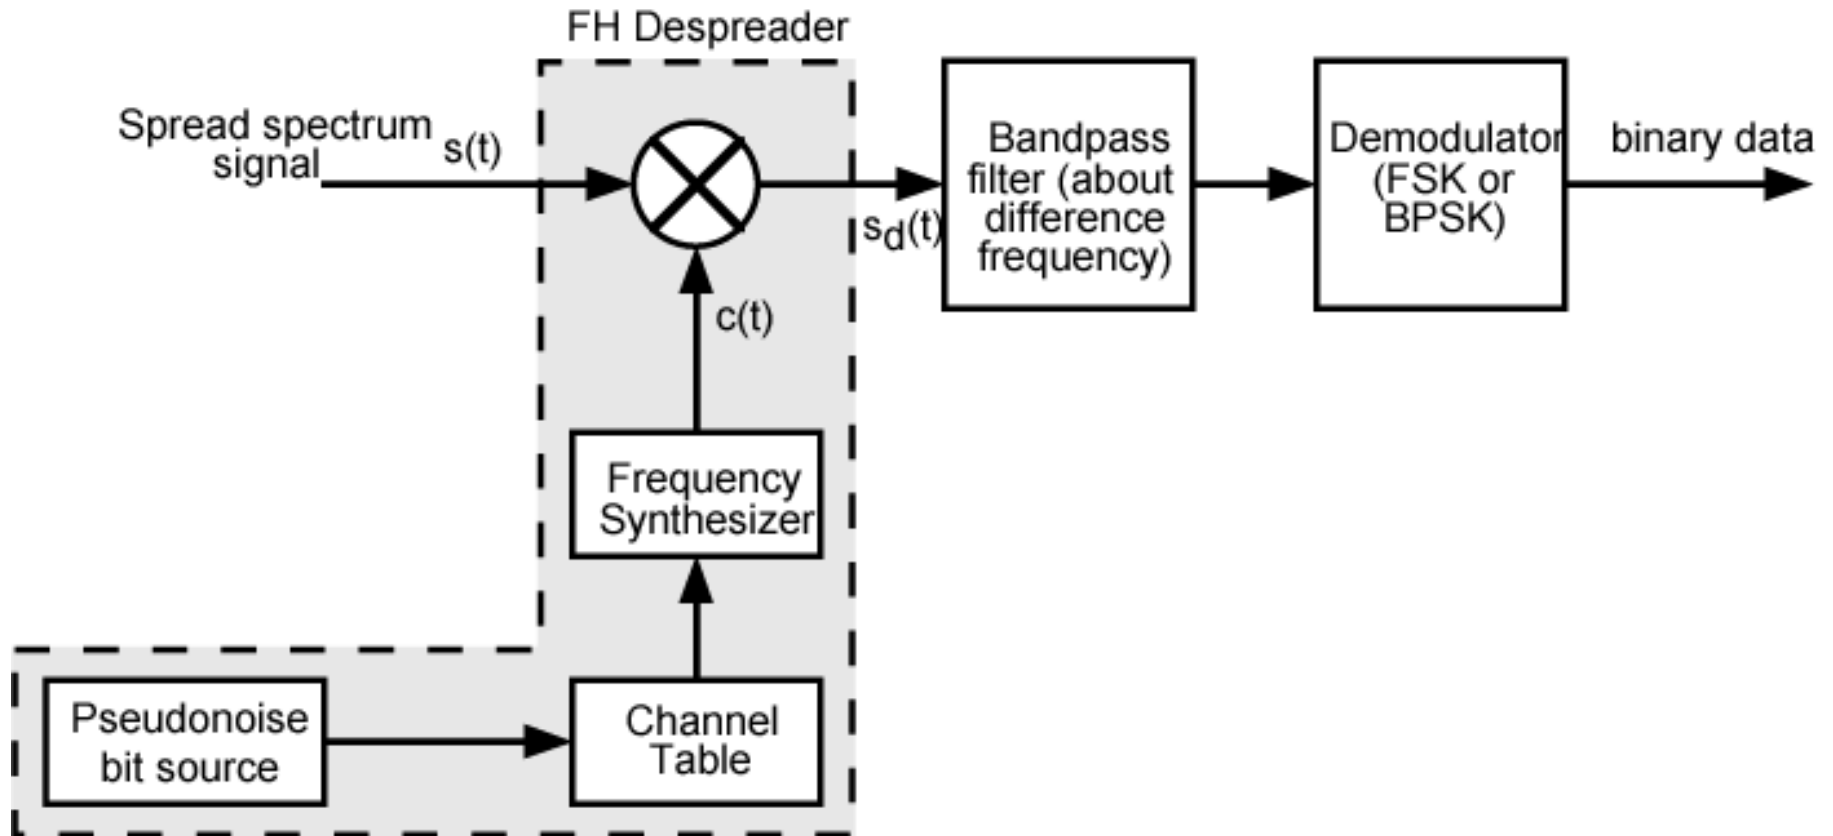 FH Despreader
Spread spectrum
signal
s(t)
Bandpass
filter (about
difference
frequency)
Demodulator
(FSK or
BPSK)
binary data
sd(t)
c(t)
Frequency
Synthesizer
Pseudonoise
bit source
Channel
Table